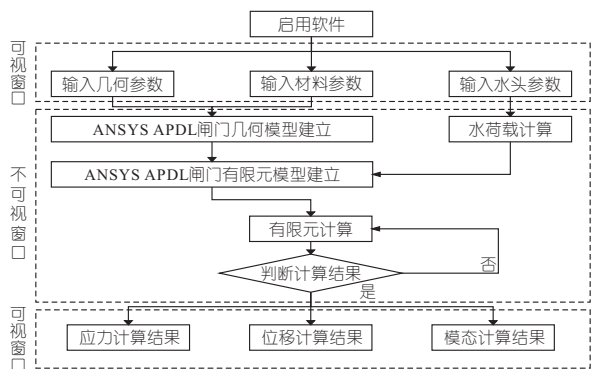 启用软件
可视窗口
输入几何参数
输入材料参数
输入水头参数
不可视窗口
ANSYS APDL闸门几何模型建立
水荷载计算
ANSYS APDL闸门有限元模型建立
有限元计算
判断计算结果
否
是
可视窗口
应力计算结果
位移计算结果
模态计算结果